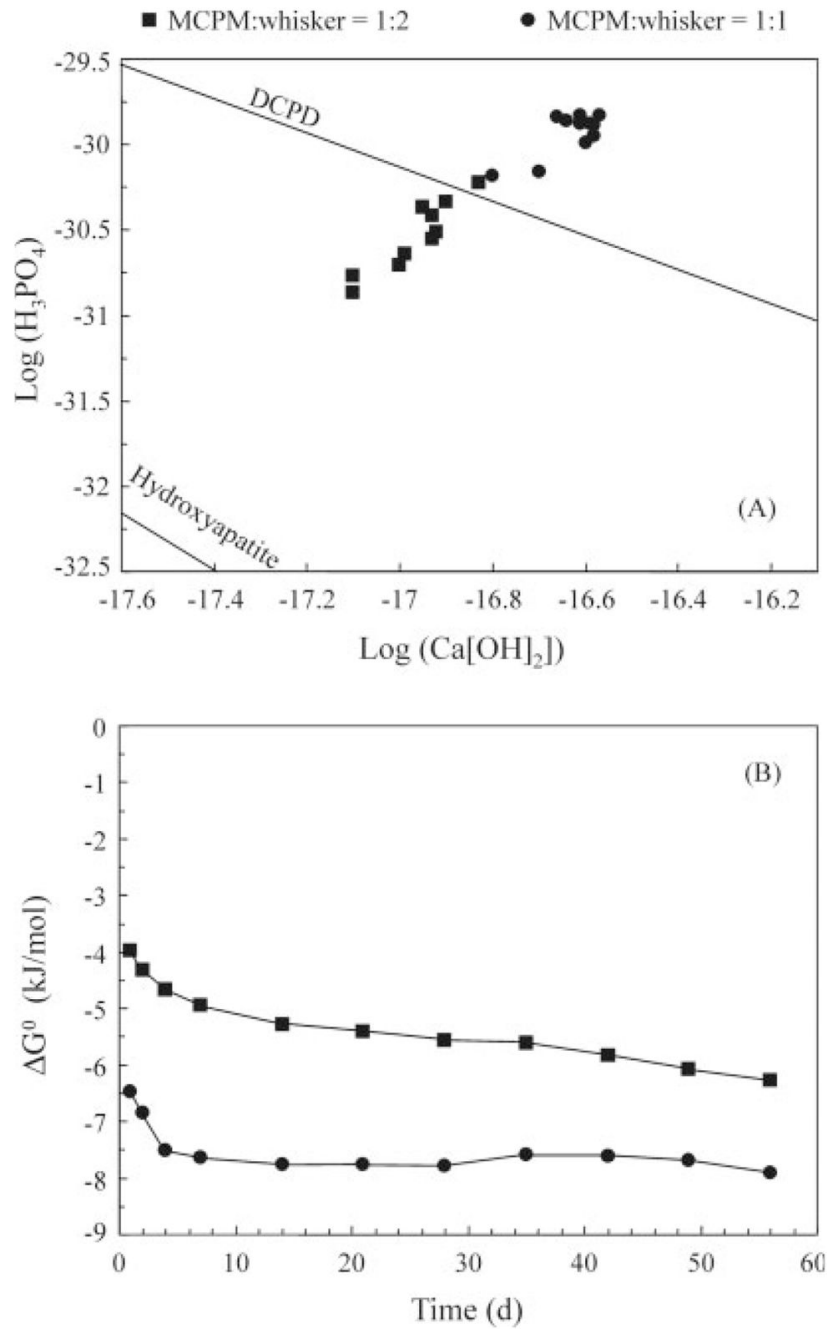 ■ MCPM:whisker = 1:2 ● MCPM:whisker = 1:1
-29.5
-30
-30.5
-31
-31.5
-32
-32.5
Log (H₃PO₄)
DCPD
Hydroxyapatite
(A)
-17.6 -17.4 -17.2 -17 -16.8 -16.6 -16.4 -16.2
Log (Ca[OH]₂])
0
-1
-2
-3
-4
-5
-6
-7
-8
-9
ΔG⁰ (kJ/mol)
(B)
0 10 20 30 40 50 60
Time (d)